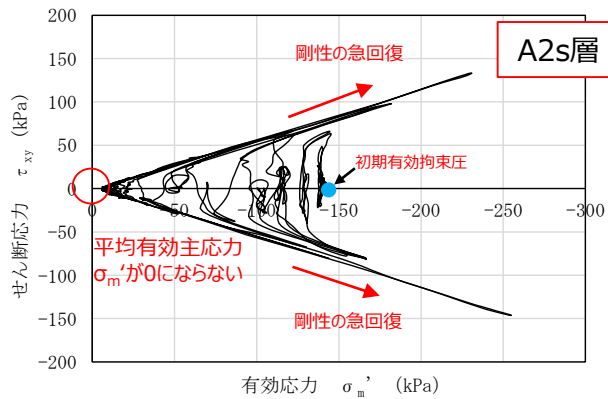 200
150
100
50
0
-50
-100
-150
-200
せん断応力 τxy (kPa)
A2s層
剛性の急回復
初期有効拘束圧
0
-50
-100
-150
-200
-250
-300
平均有効主応力
σm‘が0にならない
剛性の急回復
有効応力 σm’ (kPa)